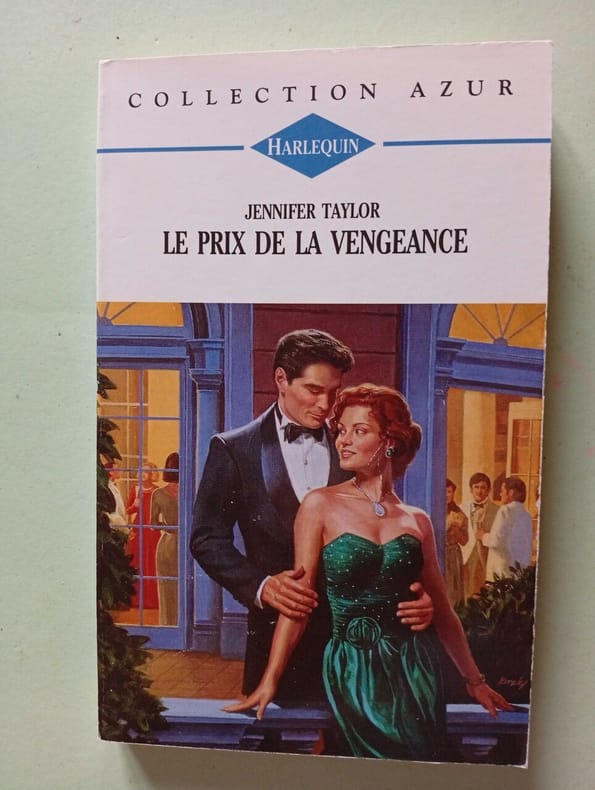 COLLECTION AZUR
HARLEQUIN
JENNIFER TAYLOR
LE PRIX DE LA VENGEANCE